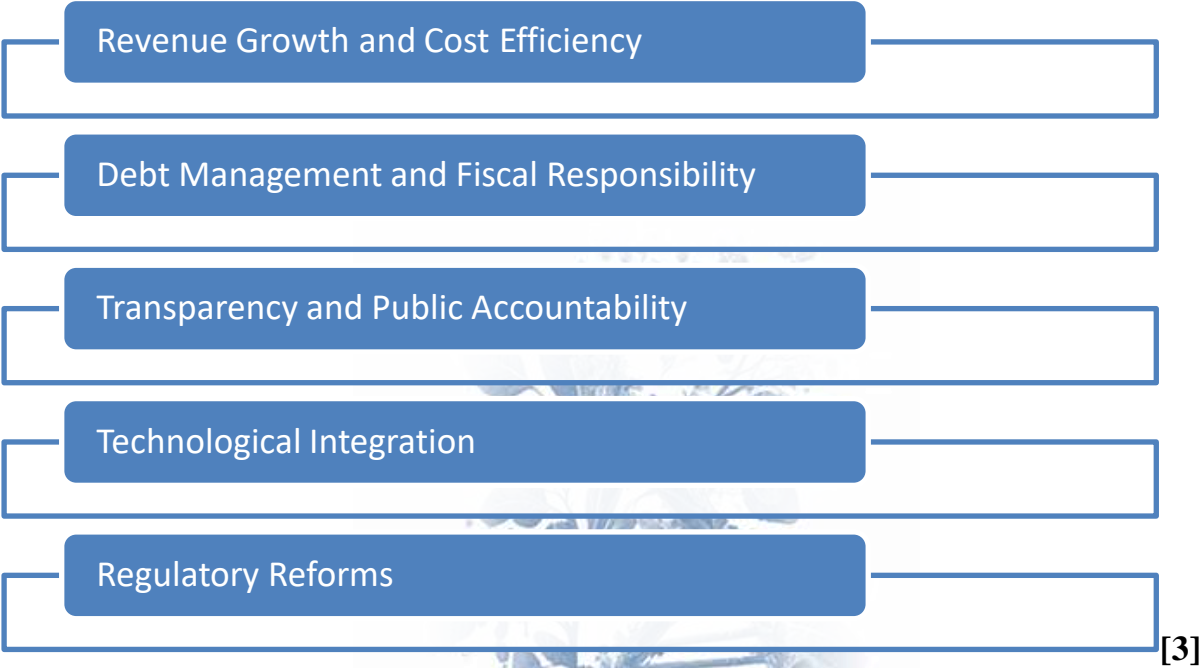 Revenue Growth and Cost Efficiency
Debt Management and Fiscal Responsibility
Transparency and Public Accountability
Technological Integration
Regulatory Reforms
[3]